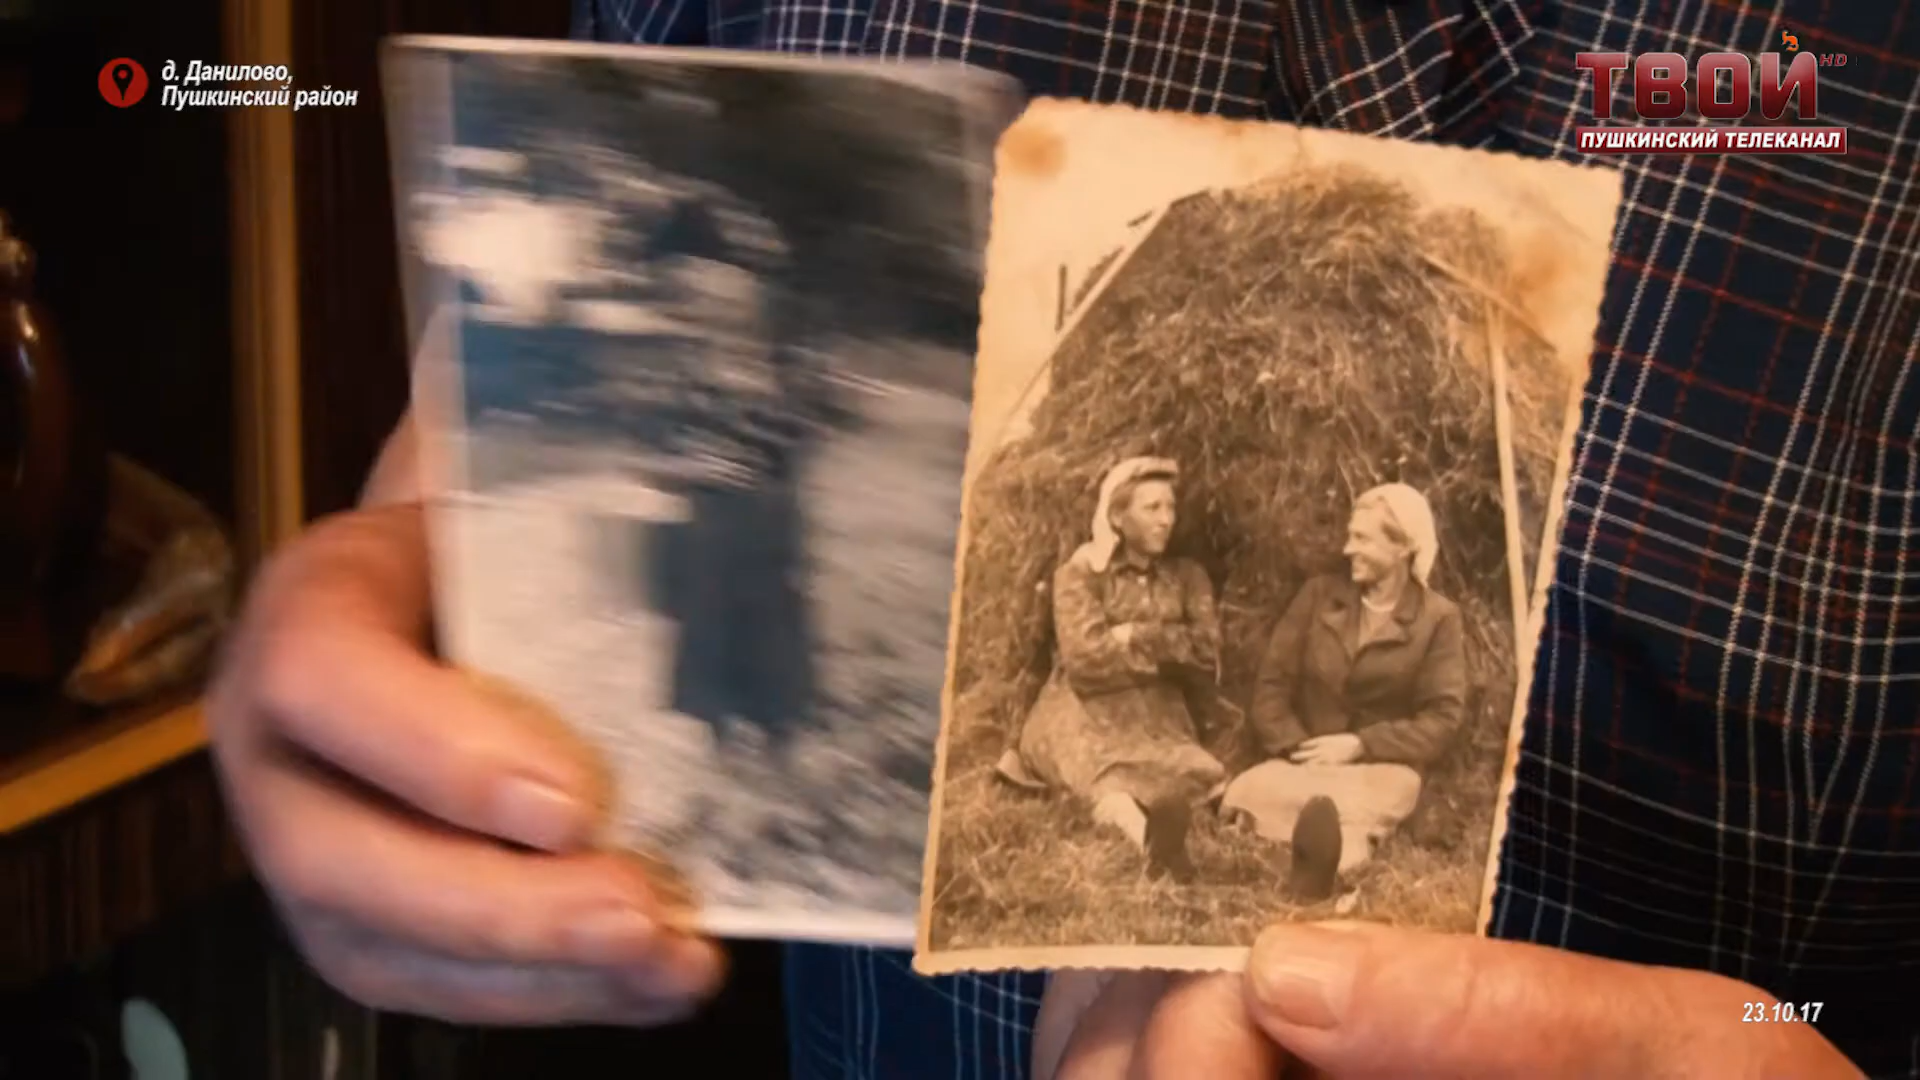 д. Данилово,
Пушкинский район
ТВОЙ HD
ПУШКИНСКИЙ ТЕЛЕКАНАЛ
23.10.17